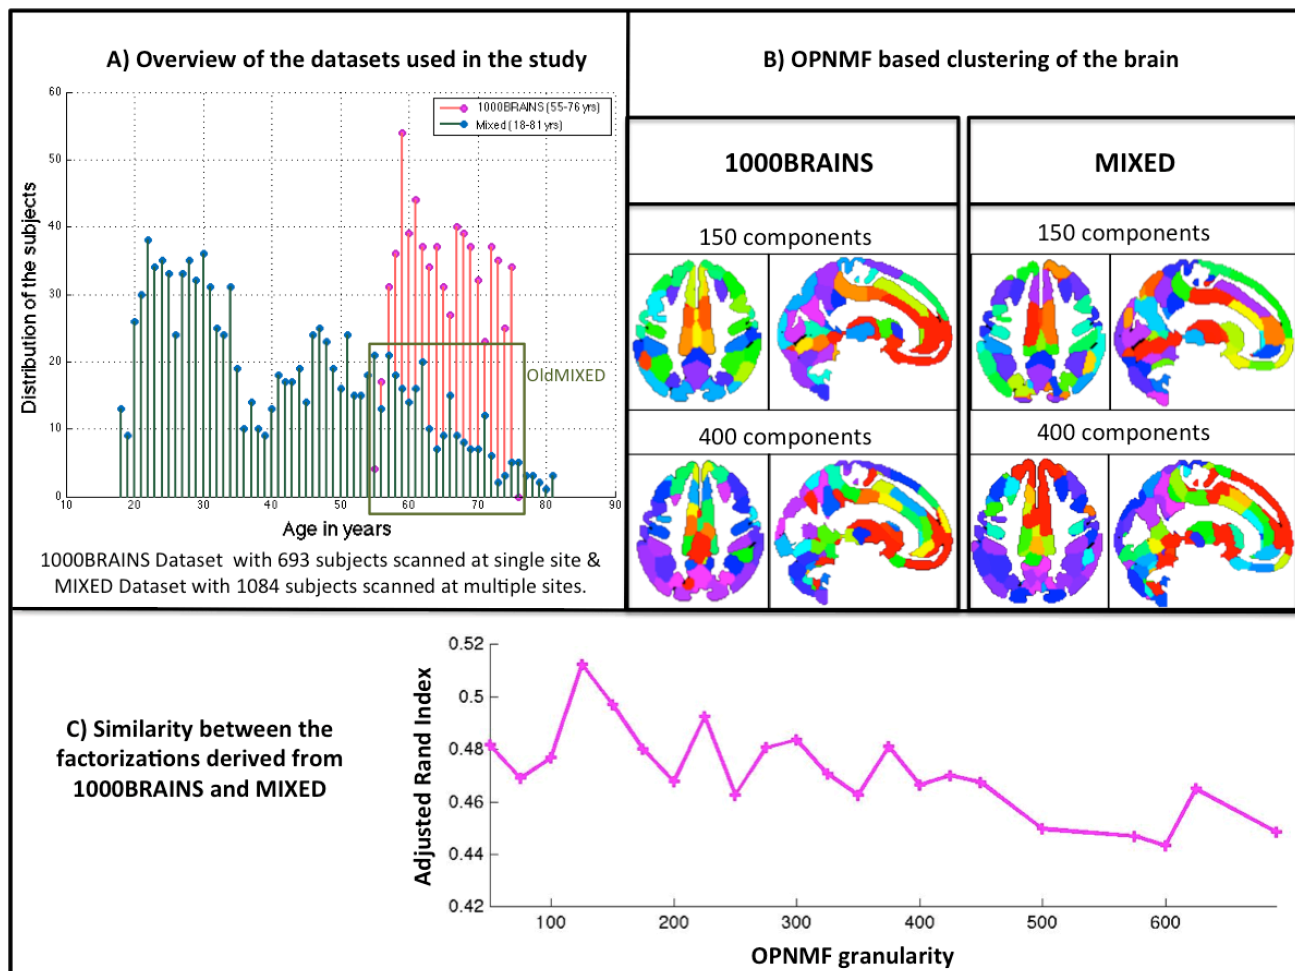 A) Overview of the datasets used in the study
60
50
40
30
20
10
0
10
20
30
40
50
60
70
80
90
Distribution of the subjects
Age in years
1000BRAINS (55-76 yrs)
Mixed (18-81 yrs)
OldMIXED
1000BRAINS Dataset with 693 subjects scanned at single site &
MIXED Dataset with 1084 subjects scanned at multiple sites.
B) OPNMF based clustering of the brain
1000BRAINS
MIXED
150 components
150 components
400 components
400 components
C) Similarity between the
factorizations derived from
1000BRAINS and MIXED
0.52
0.5
0.48
0.46
0.44
0.42
Adjusted Rand Index
100
200
300
400
500
600
OPNMF granularity